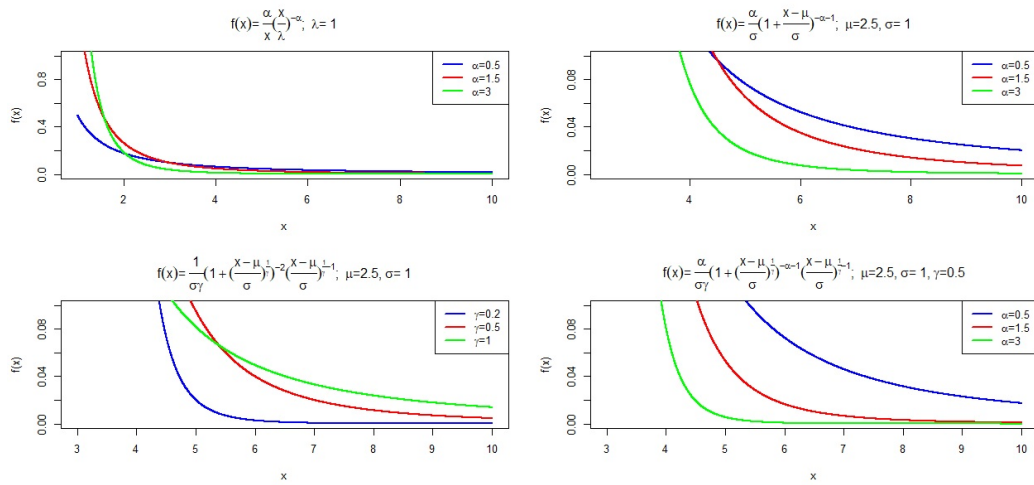 f(x)=α/x(x/λ)^−α; λ= 1
f(x)
0.0 0.4 0.8
2 4 6 8 10
x
α=0.5
α=1.5
α=3
f(x)=α/σ(1+(x−μ)/σ)^−α−1; μ=2.5, σ= 1
f(x)
0.00 0.04 0.08
4 6 8 10
x
α=0.5
α=1.5
α=3
f(x)=1/σγ(1+((x−μ)/σ)^1/γ)^−2((x−μ)/σ)^1/γ−1; μ=2.5, σ= 1
f(x)
0.00 0.04 0.08
3 4 5 6 7 8 9 10
x
γ=0.2
γ=0.5
γ=1
f(x)=α/σγ(1+((x−μ)/σ)^1/γ)^−α−1((x−μ)/σ)^1/γ−1; μ=2.5, σ= 1, γ=0.5
f(x)
0.00 0.04 0.08
3 4 5 6 7 8 9 10
x
α=0.5
α=1.5
α=3